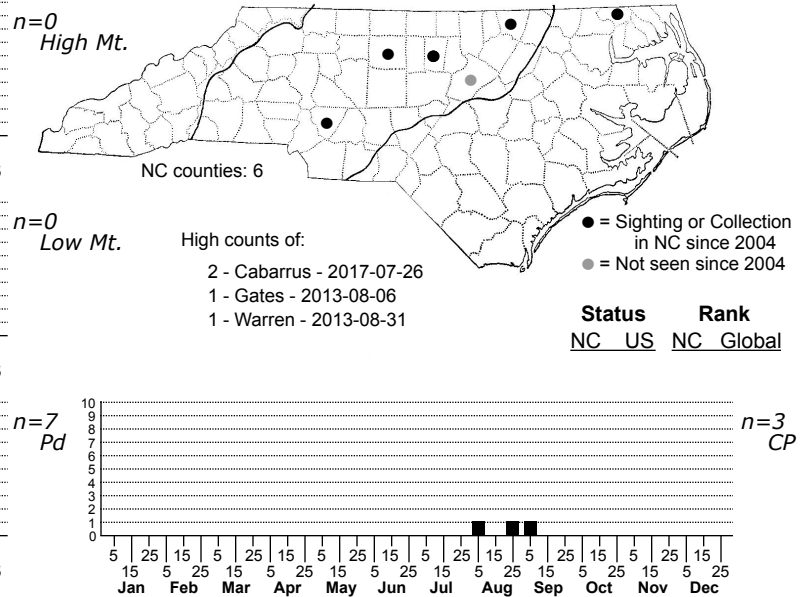 n=0
High Mt.
NC counties: 6
n=0
Low Mt.
High counts of:
2 - Cabarrus - 2017-07-26
1 - Gates - 2013-08-06
1 - Warren - 2013-08-31
= Sighting or Collection
in NC since 2004
= Not seen since 2004
Status Rank
NC US NC Global
n=7
Pd
10
9
8
7
6
5
4
3
2
1
0
n=3
CP
5 25 15 5 25 15 5 25 15 5 25 15 5 25 15 5 25 15
15 5 25 15 5 25 15 5 25 15 5 25 15 5 25 15 5 25
Jan Feb Mar Apr May Jun Jul Aug Sep Oct Nov Dec